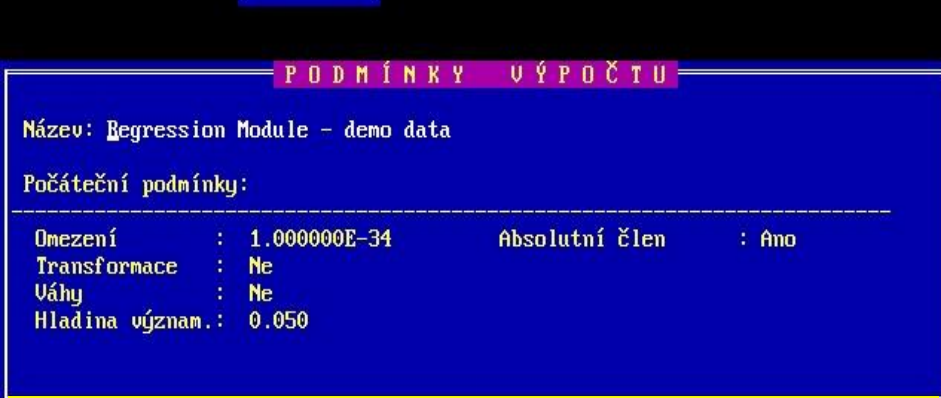 PODMÍNKY VÝPOČTU
Název: Regression Module - demo data
Počáteční podmínky:
Omezení : 1.000000E-34 Absolutní člen : Ano
Transformace : Ne
Váhy : Ne
Hladina význam.: 0.050